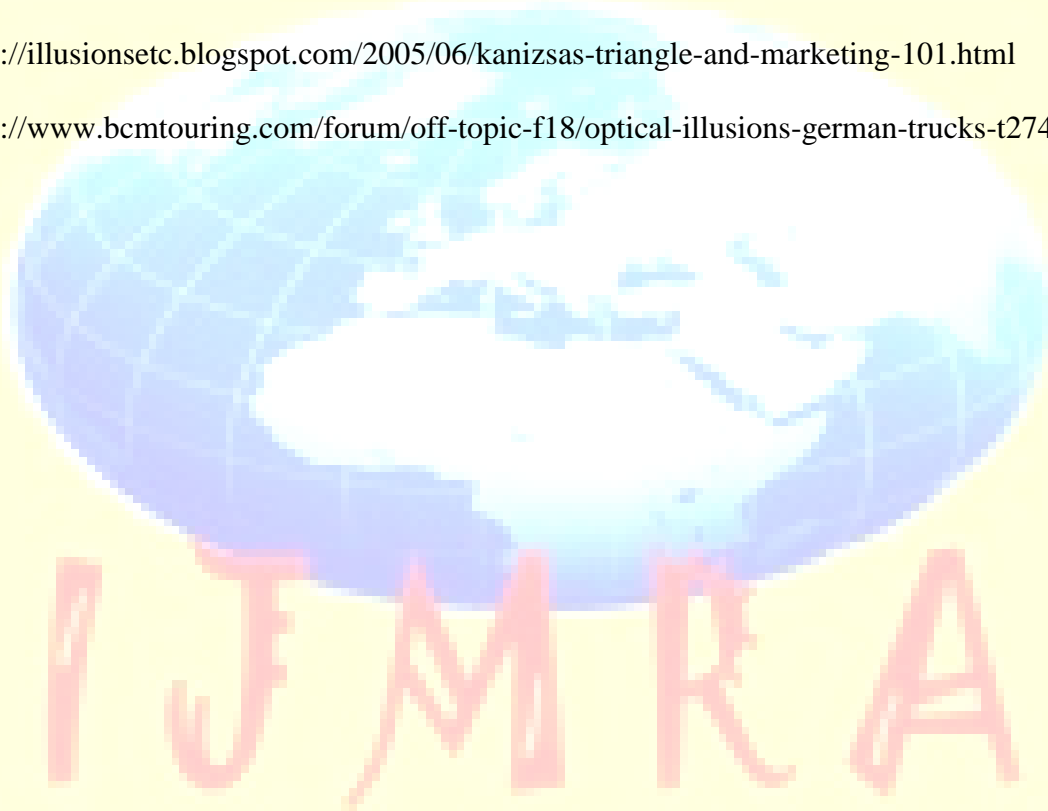 ://illusionsetc.blogspot.com/2005/06/kanizsas-triangle-and-marketing-101.html
://www.bcmtouring.com/forum/off-topic-f18/optical-illusions-german-trucks-t274
IJMRA